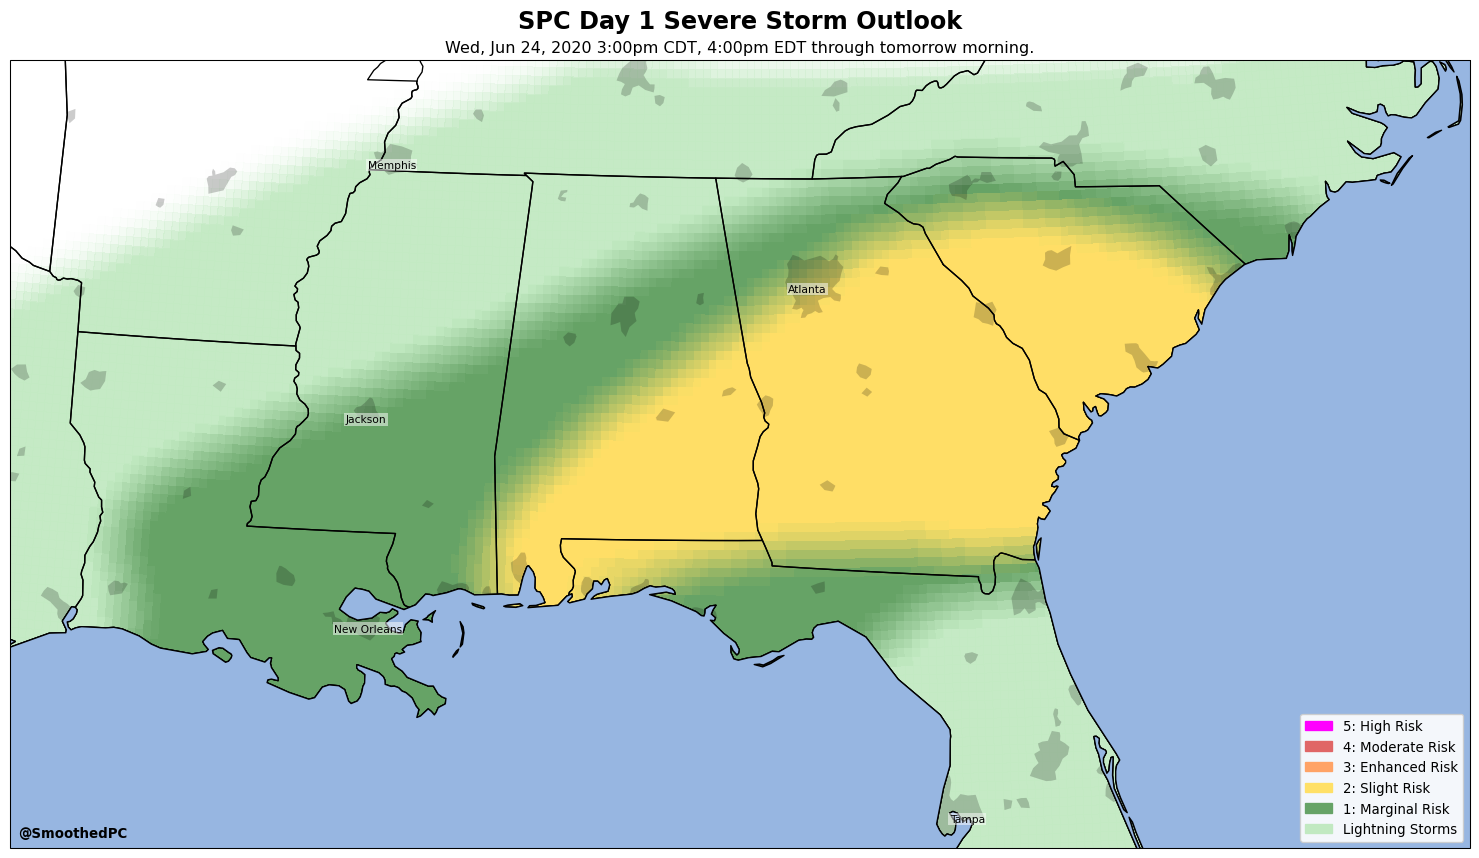 SPC Day 1 Severe Storm Outlook
Wed, Jun 24, 2020 3:00pm CDT, 4:00pm EDT through tomorrow morning.
Memphis
Atlanta
Jackson
New Orleans
Tampa
5: High Risk
4: Moderate Risk
3: Enhanced Risk
2: Slight Risk
1: Marginal Risk
Lightning Storms
@SmoothedPC